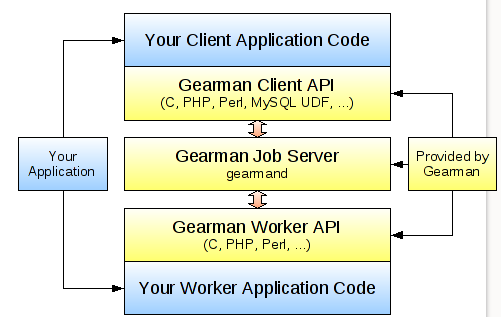 Your Client Application Code
Gearman Client API
(C, PHP, Perl, MySQL UDF, ...)
Your
Application
Gearman Job Server
gearmand
Provided by
Gearman
Gearman Worker API
(C, PHP, Perl, ...)
Your Worker Application Code